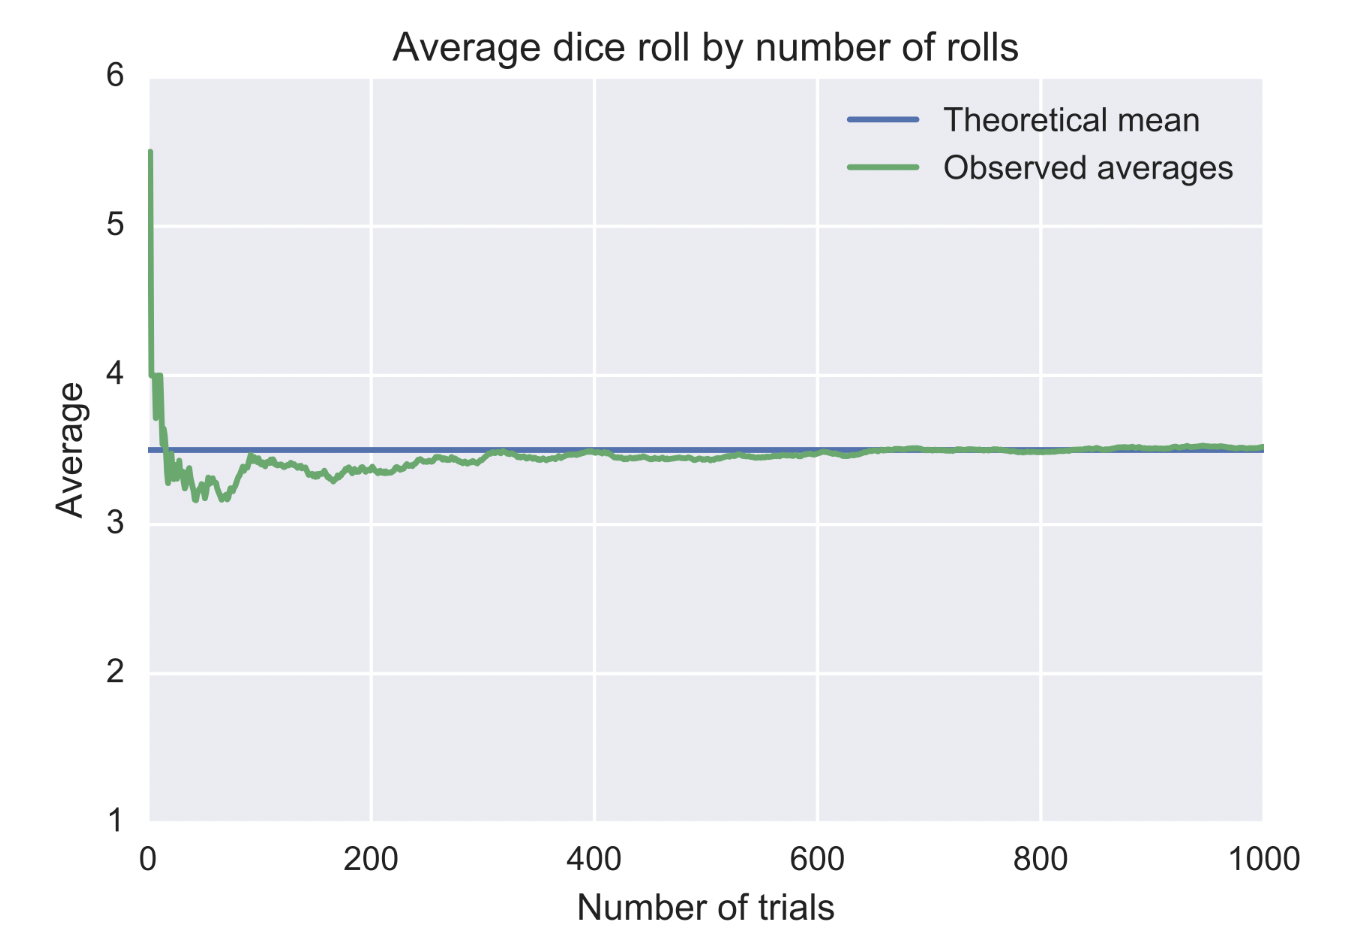 Average dice roll by number of rolls
Theoretical mean
Observed averages
6
5
4
3
2
1
Average
0 200 400 600 800 1000
Number of trials